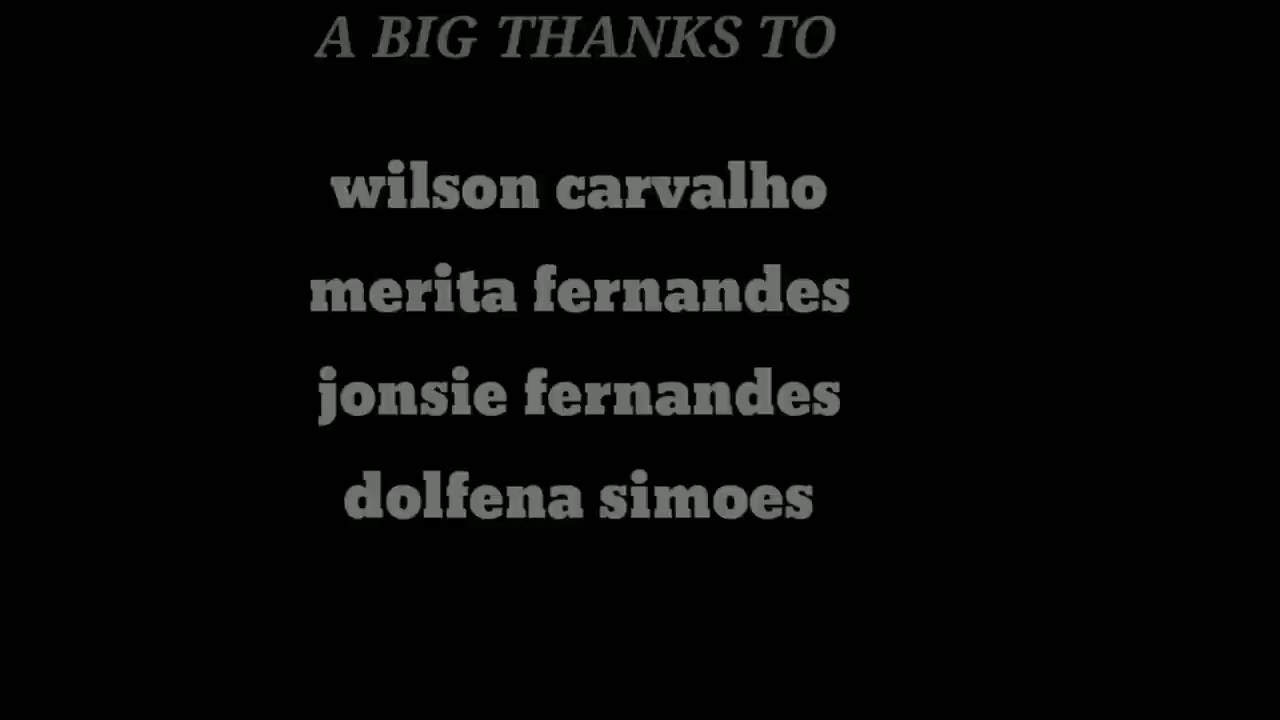 A BIG THANKS TO
wilson carvalho
merita fernandes
jonsie fernandes
dolfena simoes